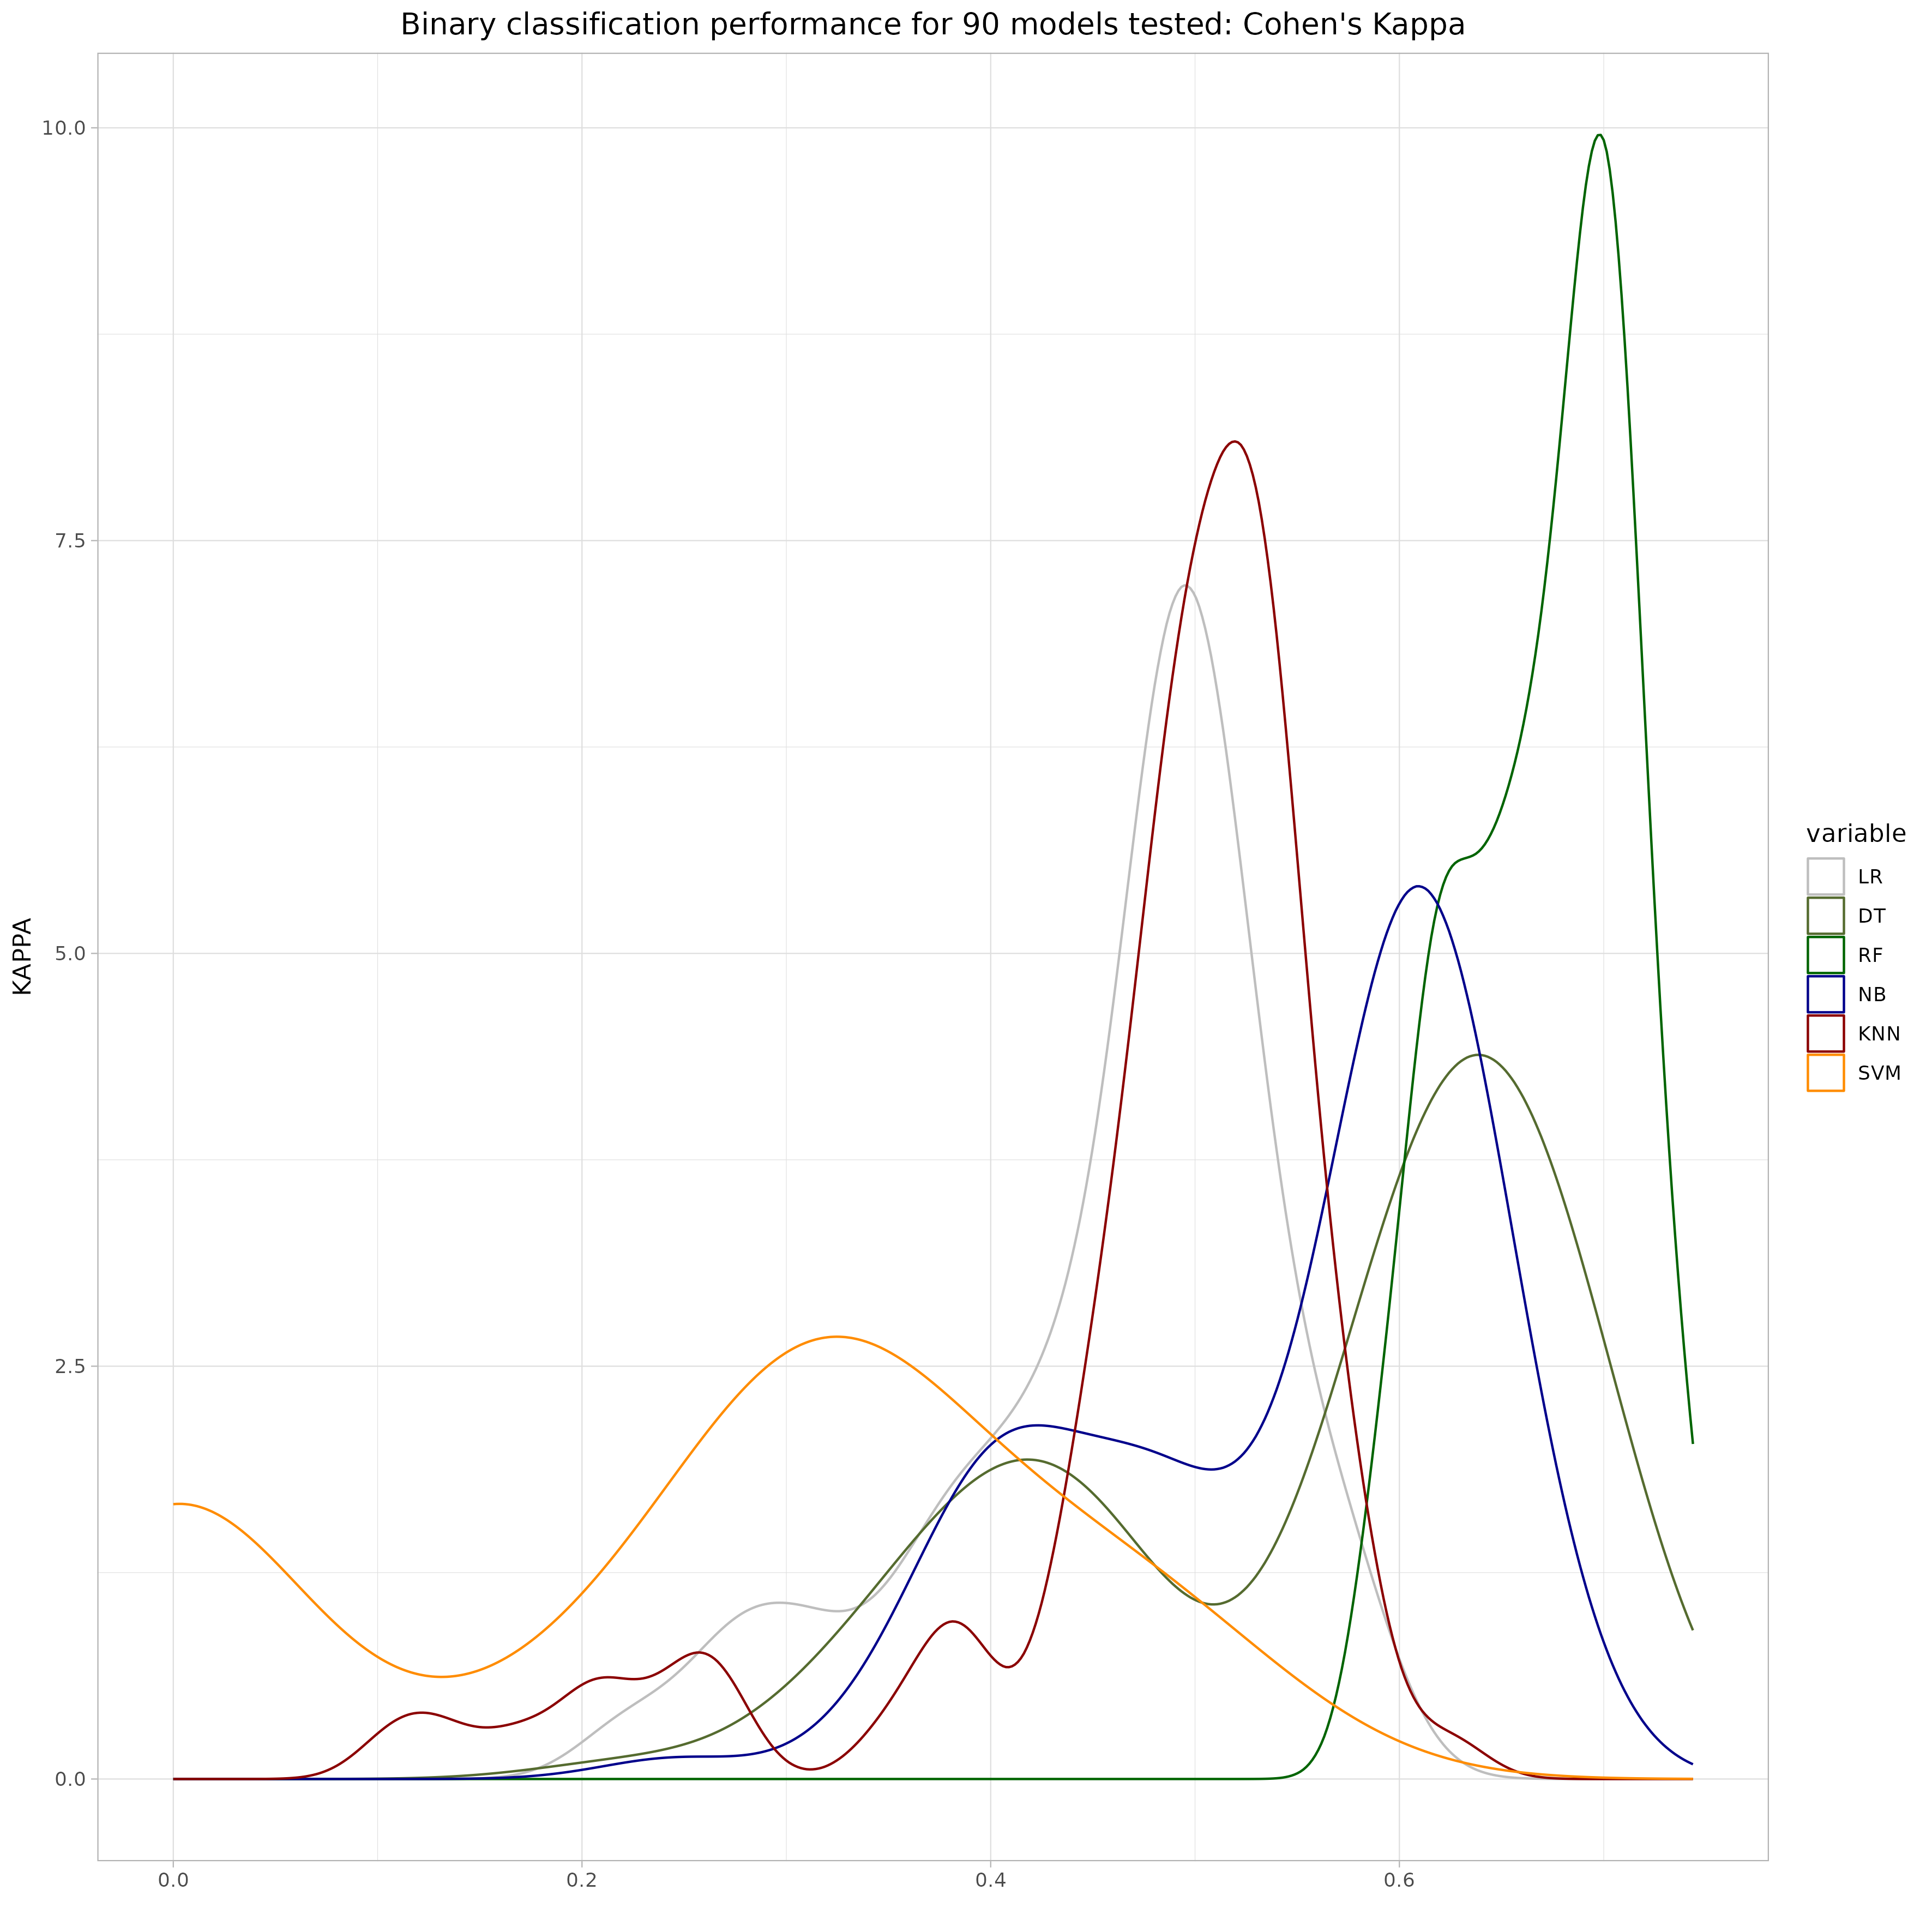 Binary classification performance for 90 models tested: Cohen's Kappa
10.0
7.5
5.0
2.5
0.0
KAPPA
0.0 0.2 0.4 0.6
variable
LR
DT
RF
NB
KNN
SVM